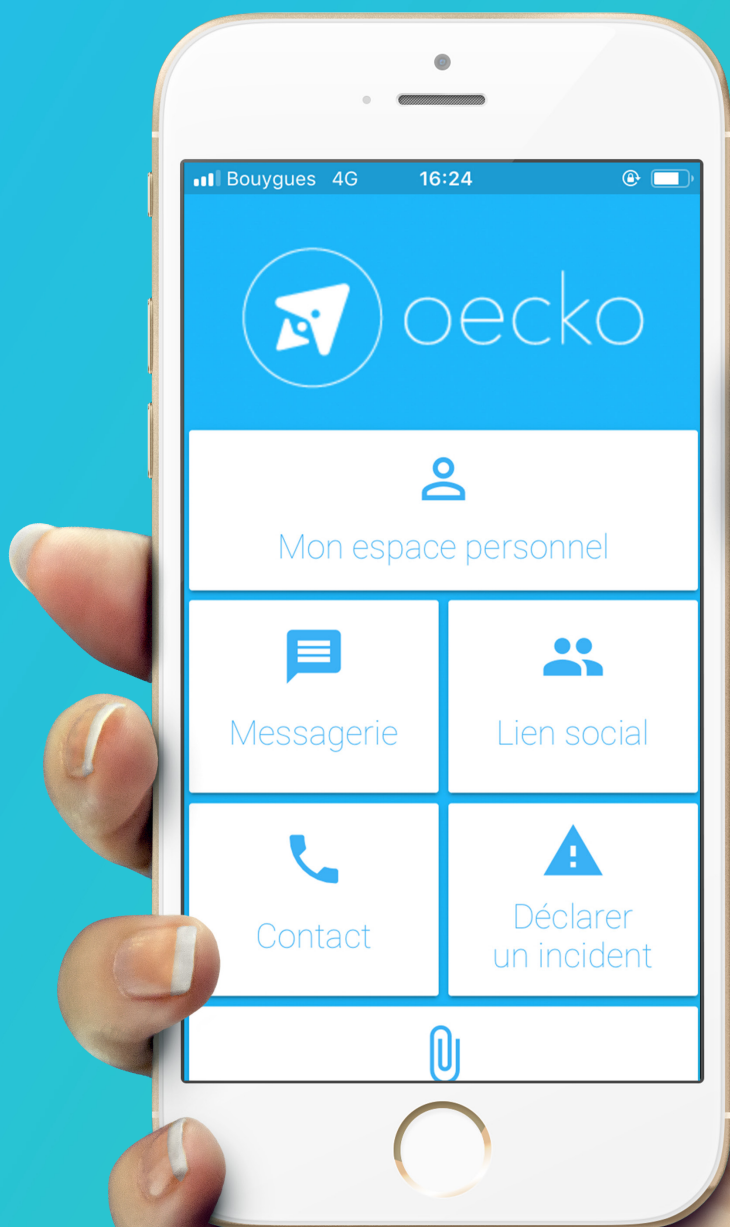 Bouygues 4G 16:24
oecko
Mon espace personnel
Messagerie
Lien social
Contact
Déclarer
un incident